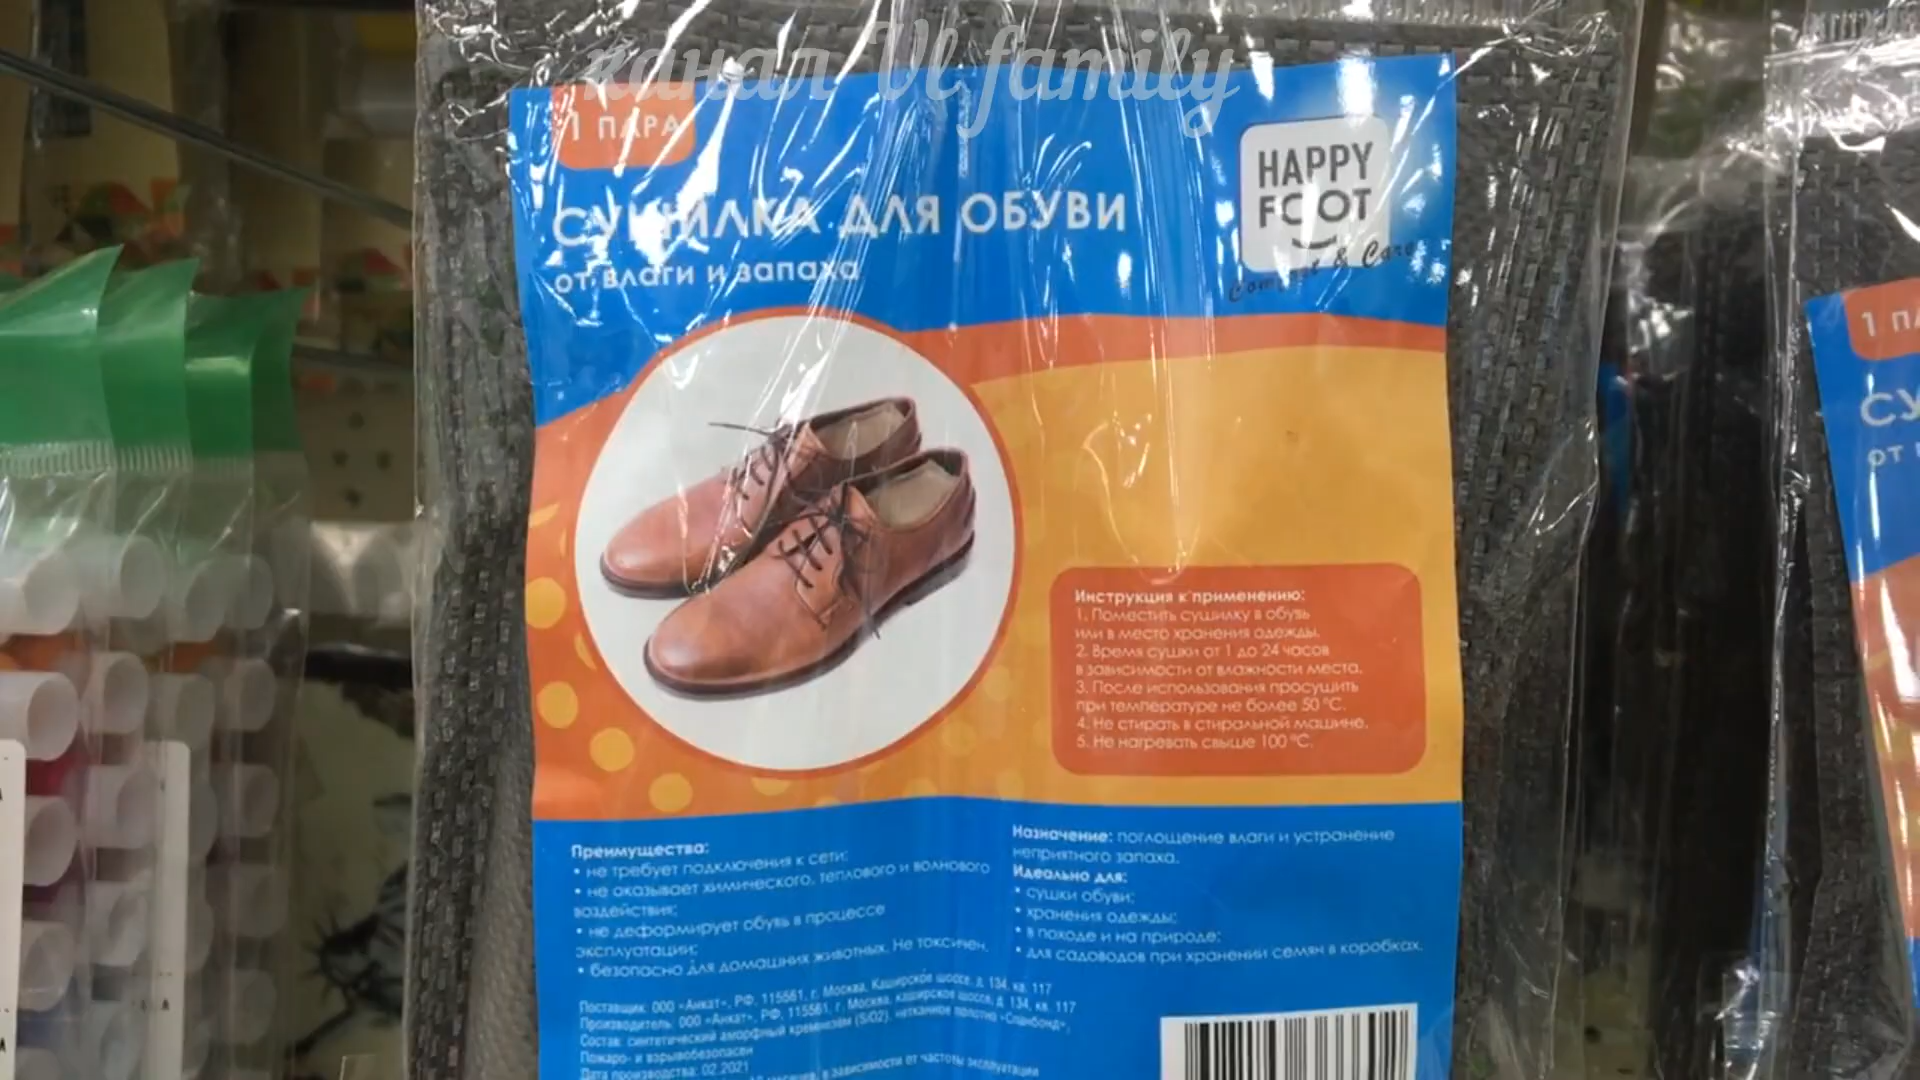 канал Vl family
1 ПАРА
СУШИЛКА ДЛЯ ОБУВИ
от влаги и запаха
HAPPY
FOOT
Comfort & Care
Инструкция к применению:
1. Поместить сушилку в обувь
или в место хранения одежды.
2. Время сушки от 1 до 24 часов
в зависимости от влажности места.
3. После использования просушить
при температуре не более 50 °C.
4. Не стирать в стиральной машине.
5. Не нагревать свыше 100 °C.
Преимущества:
• не требует подключения к сети;
• не оказывает химического, теплового и волнового
воздействия;
• не деформирует обувь в процессе
эксплуатации;
• безопасно для домашних животных. Не токсичен.
Назначение: поглощение влаги и устранение
неприятного запаха.
Идеально для:
• сушки обуви;
• хранения одежды;
• в походе и на природе;
• для садоводов при хранении семян в коробках.
Поставщик: ООО «Анкат», РФ, 115561, г. Москва, Каширское шоссе, д. 134, кв. 117
Производитель: ООО «Анкат», РФ, 115561, г. Москва, каширское шоссе, д. 134, кв. 117
Состав: синтетический аморфный кремнезем (SiO2), нетканное полотно «Спанбонд»,
Пожаро- и взрывобезопасен
Дата производства: 02.2021
в зависимости от частоты эксплуатации
1 ПА
СУ
от